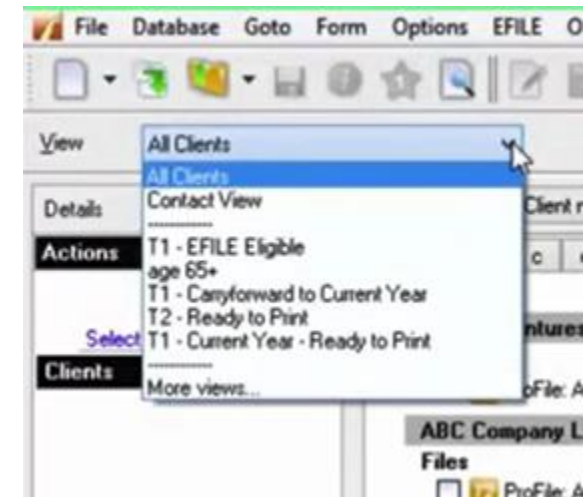 File Database Goto Form Options EFILE
View All Clients
All Clients
Contact View
Details Client
------------
T1 - EFILE Eligible
Actions c
age 65+
T1 - Carryforward to Current Year
T2 - Ready to Print
Select T1 - Current Year - Ready to Print ntures
------------
Clients
More views... oFile: A
ABC Company L
Files
ProFile: A